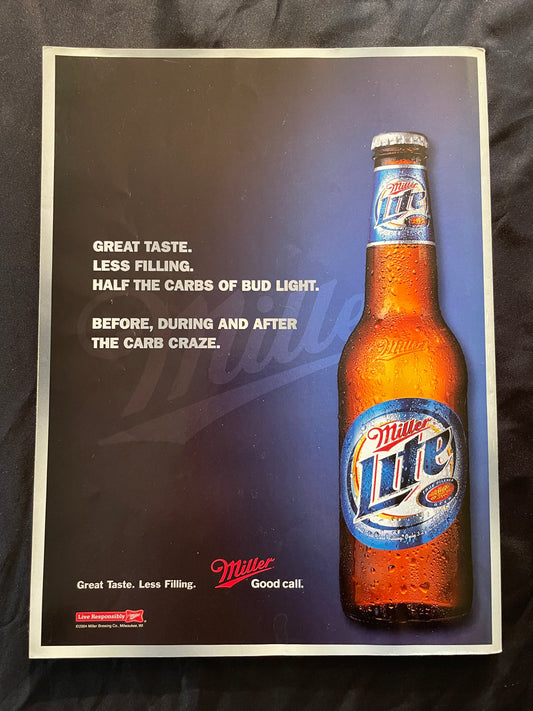 GREAT TASTE.
LESS FILLING.
HALF THE CARBS OF BUD LIGHT.
BEFORE, DURING AND AFTER
THE CARB CRAZE.
Miller
Miller
Lite
Miller
Miller
Lite
Great Taste. Less Filling.
Miller
Good call.
Live Responsibly
©2004 Miller Brewing Co., Milwaukee, WI